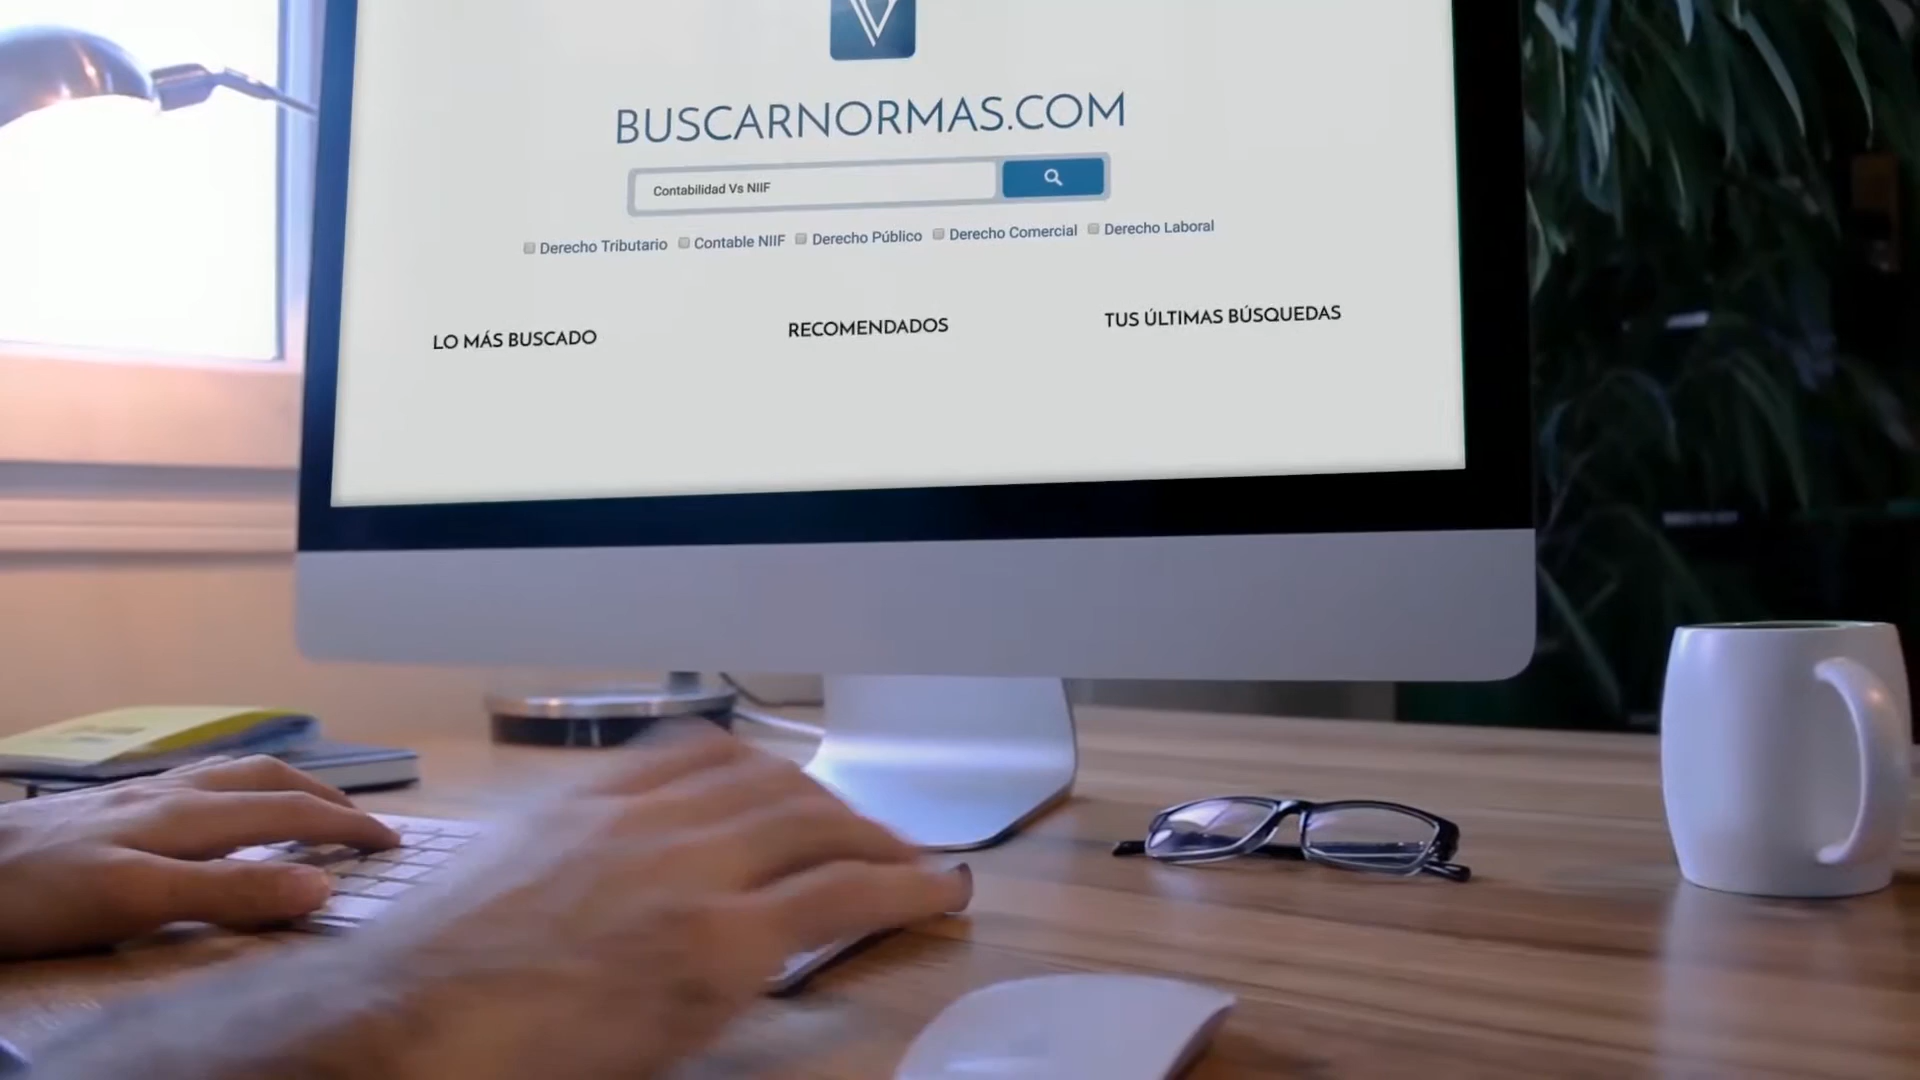 BUSCARNORMAS.COM
Contabilidad Vs NIIF
Derecho Tributario Contable NIIF Derecho Público Derecho Comercial Derecho Laboral
LO MÁS BUSCADO
RECOMENDADOS
TUS ÚLTIMAS BÚSQUEDAS